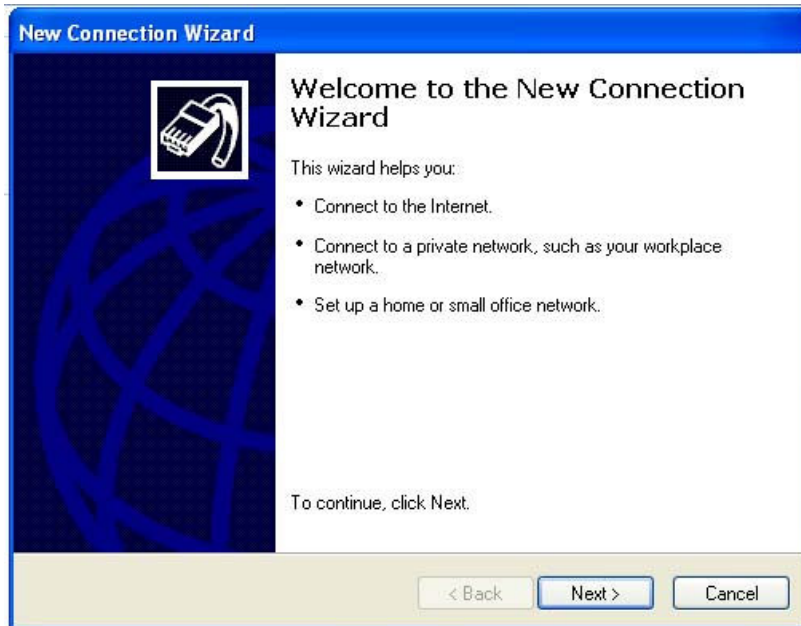 New Connection Wizard
Welcome to the New Connection
Wizard
This wizard helps you:
• Connect to the Internet.
• Connect to a private network, such as your workplace
network.
• Set up a home or small office network.
To continue, click Next.
< Back
Next >
Cancel